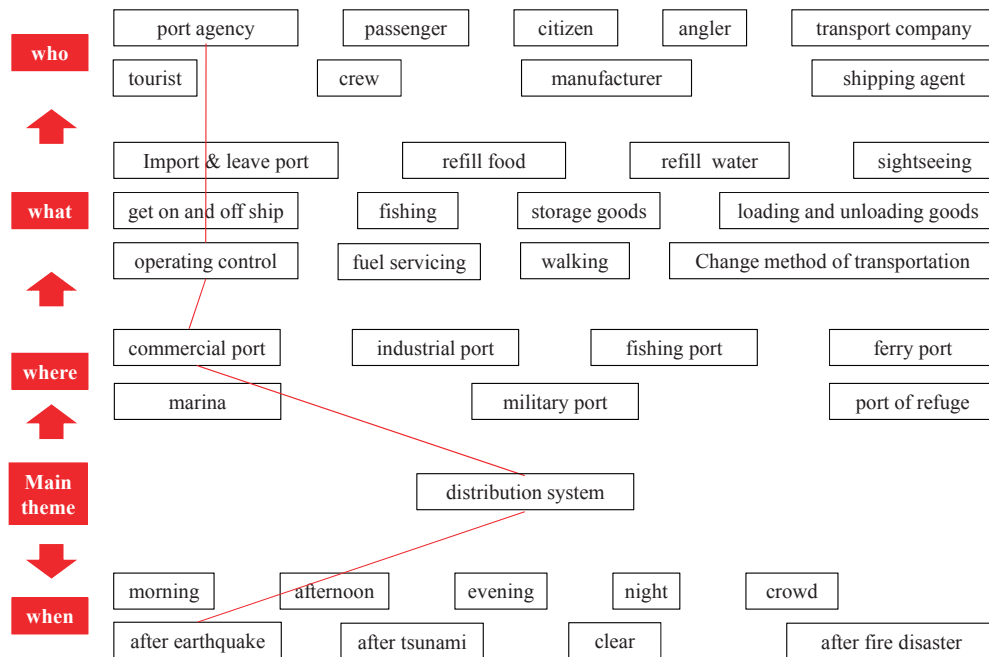 who
port agency
passenger
citizen
angler
transport company
tourist
crew
manufacturer
shipping agent
what
Import & leave port
refill food
refill water
sightseeing
get on and off ship
fishing
storage goods
loading and unloading goods
operating control
fuel servicing
walking
Change method of transportation
where
commercial port
industrial port
fishing port
ferry port
marina
military port
port of refuge
Main
theme
distribution system
when
morning
afternoon
evening
night
crowd
after earthquake
after tsunami
clear
after fire disaster